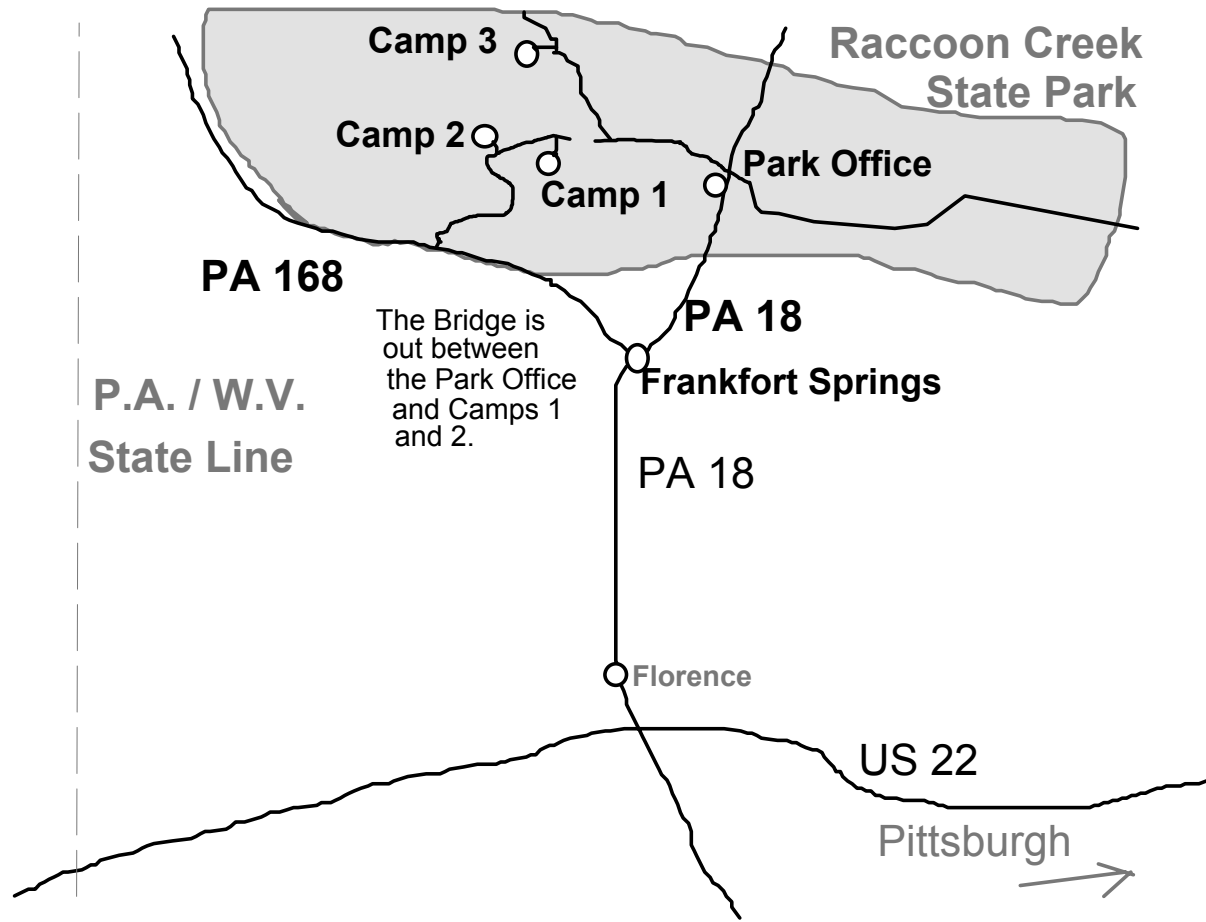 Camp 3
Raccoon Creek
State Park
Camp 2
Park Office
Camp 1
PA 168
PA 18
The Bridge is
out between
the Park Office
and Camps 1
and 2.
Frankfort Springs
P.A. / W.V.
State Line
PA 18
Florence
US 22
Pittsburgh